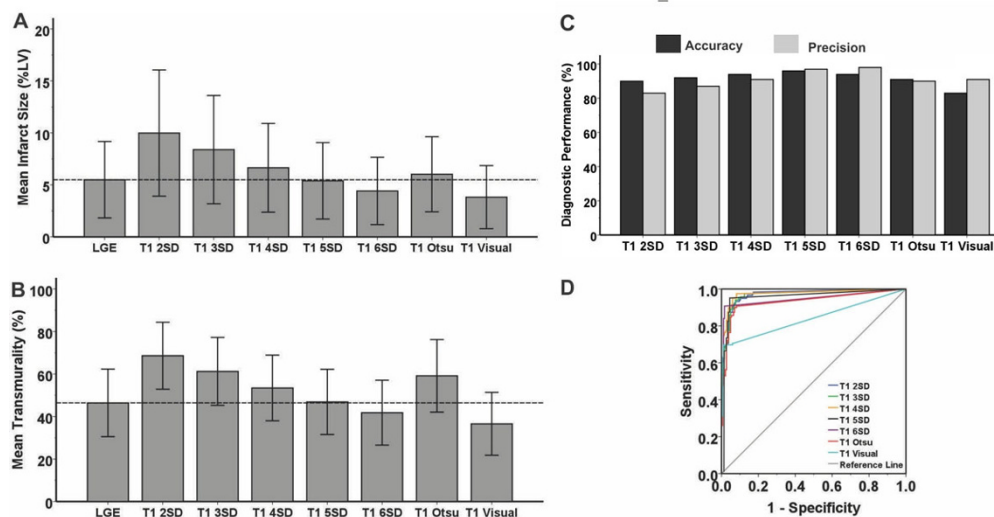 A
Mean Infarct Size (%LV)
20
15
10
5
0
LGE T1 2SD T1 3SD T1 4SD T1 5SD T1 6SD T1 Otsu T1 Visual
B
Mean Transmurality (%)
100
80
60
40
20
0
LGE T1 2SD T1 3SD T1 4SD T1 5SD T1 6SD T1 Otsu T1 Visual
C
Accuracy Precision
Diagnostic Performance (%)
100
80
60
40
20
0
T1 2SD T1 3SD T1 4SD T1 5SD T1 6SD T1 Otsu T1 Visual
D
Sensitivity
1.0
0.8
0.6
0.4
0.2
0.0
T1 2SD
T1 3SD
T1 4SD
T1 5SD
T1 6SD
T1 Otsu
T1 Visual
Reference Line
0.0 0.2 0.4 0.6 0.8 1.0
1 - Specificity